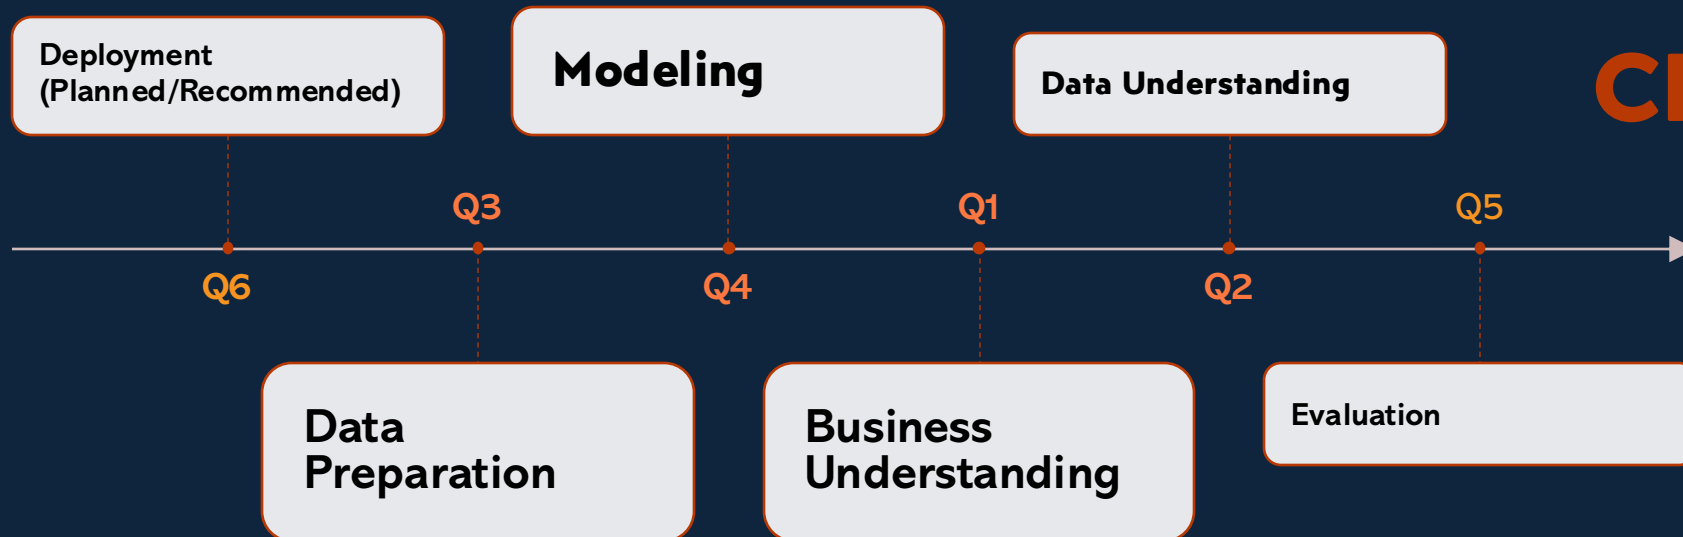 Deployment
(Planned/Recommended)
Modeling
Data Understanding
Q3
Q1
Q5
Q6
Q4
Q2
Data
Preparation
Business
Understanding
Evaluation